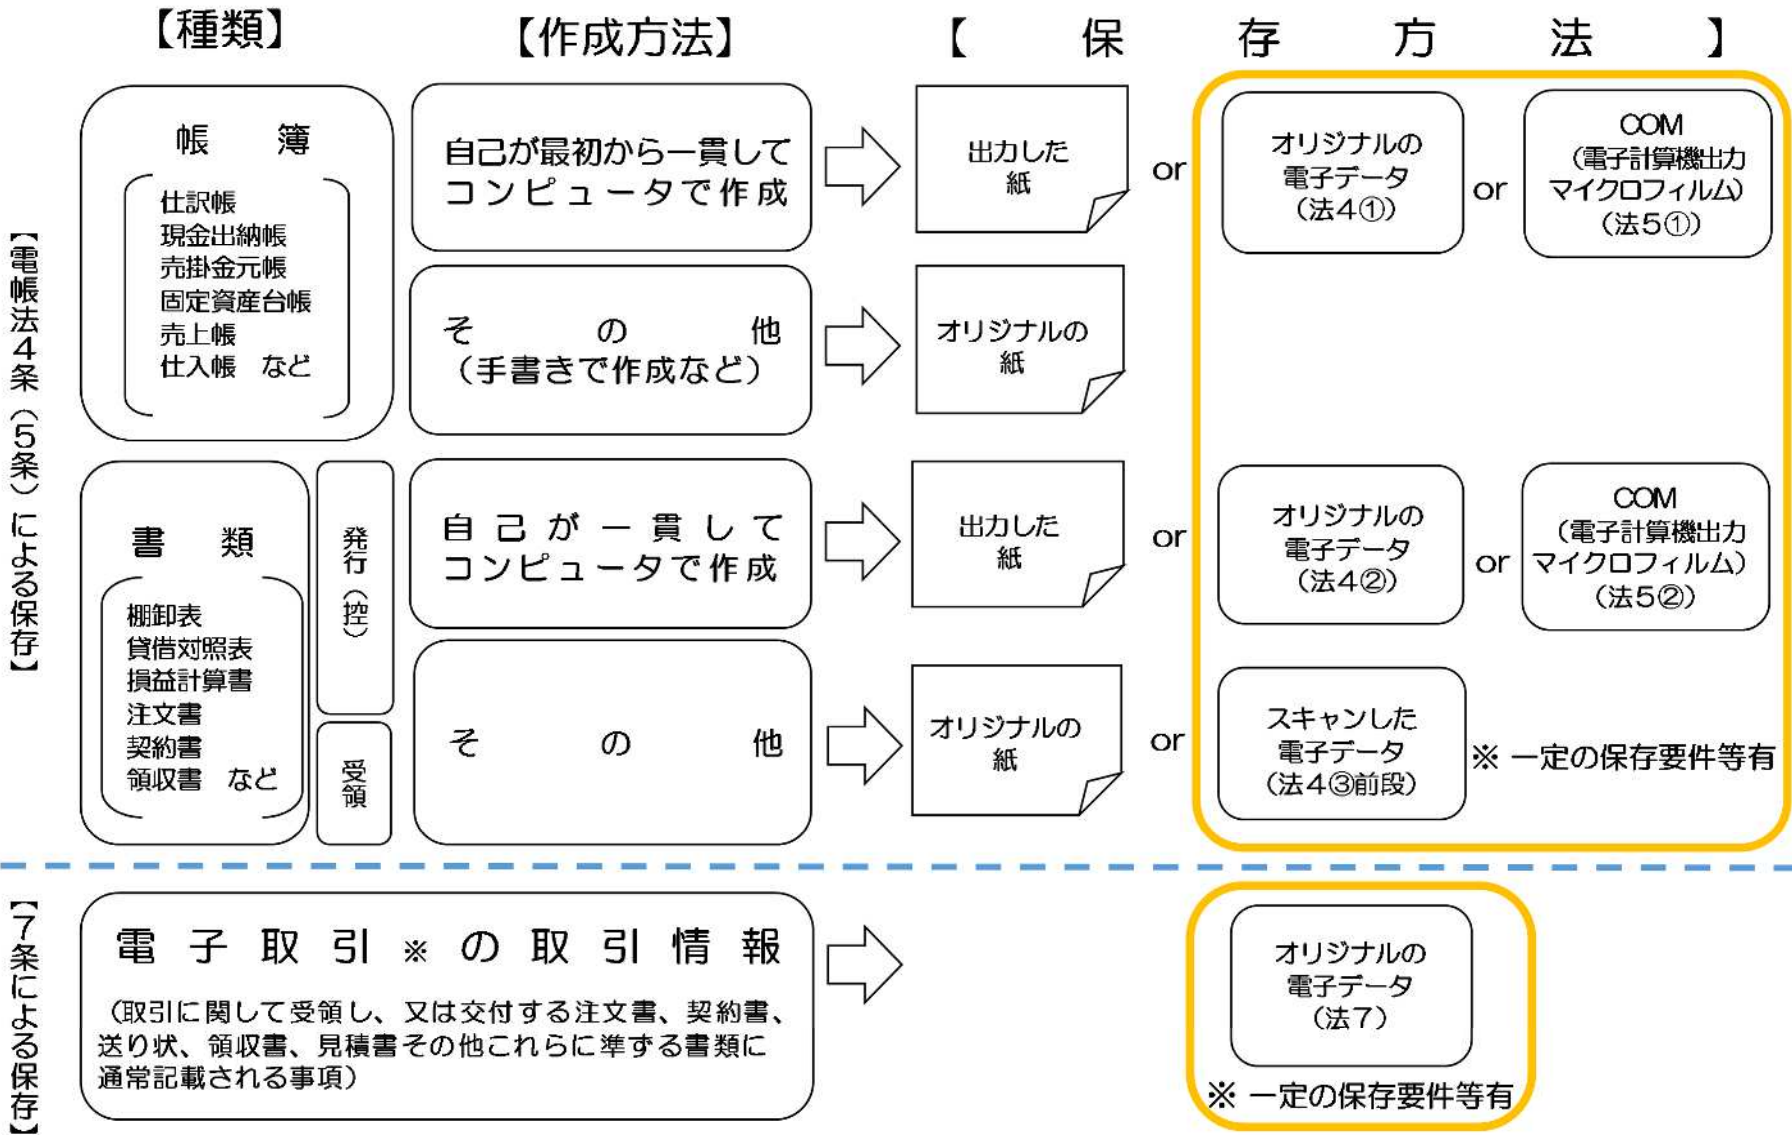 【種類】
【作成方法】
【保存方法】
【電帳法４条（５条）による保存】
帳簿
仕訳帳
現金出納帳
売掛金元帳
固定資産台帳
売上帳
仕入帳　など
自己が最初から一貫して
コンピュータで作成
出力した
紙
or
オリジナルの
電子データ
（法４①）
or
COM
（電子計算機出力
マイクロフィルム）
（法５①）
その他
（手書きで作成など）
オリジナルの
紙
書類
棚卸表
貸借対照表
損益計算書
注文書
契約書
領収書　など
発行（控）
受領
自己が一貫して
コンピュータで作成
出力した
紙
or
オリジナルの
電子データ
（法４②）
or
COM
（電子計算機出力
マイクロフィルム）
（法５②）
その他
オリジナルの
紙
or
スキャンした
電子データ
（法４③前段）
※ 一定の保存要件等有
【７条による保存】
電子取引※の取引情報
（取引に関して受領し、又は交付する注文書、契約書、
送り状、領収書、見積書その他これらに準ずる書類に
通常記載される事項）
オリジナルの
電子データ
（法７）
※ 一定の保存要件等有